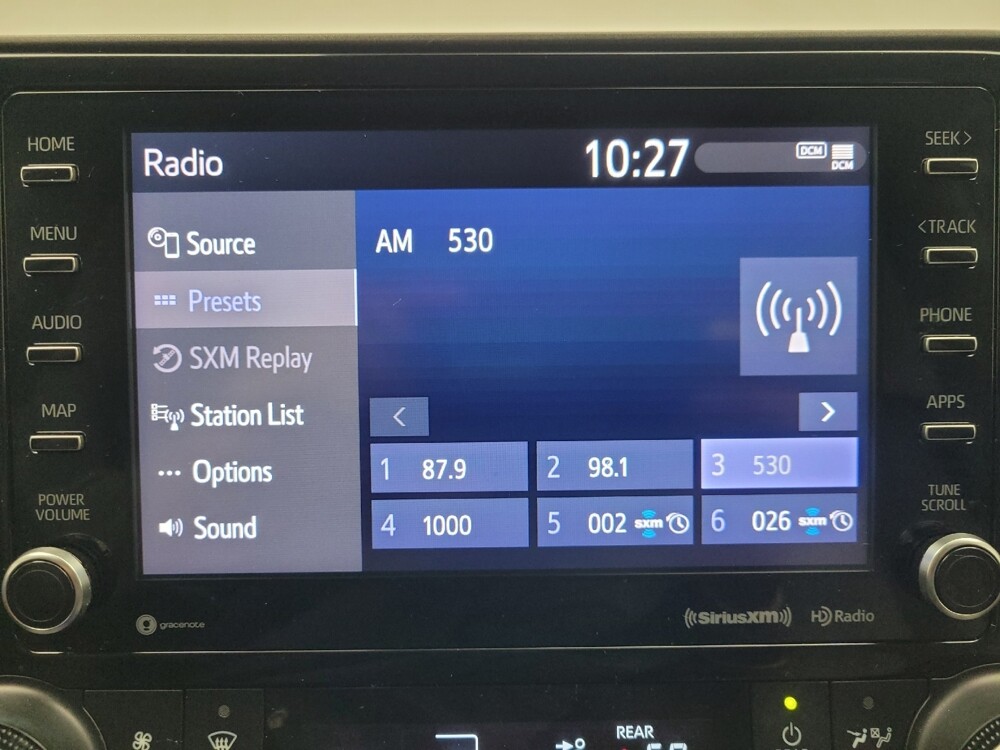 HOME
MENU
AUDIO
MAP
POWER
VOLUME
Radio
10:27
DCM
DCM
Source
Presets
SXM Replay
Station List
... Options
Sound
AM 530
<
>
1 87.9
2 98.1
3 530
4 1000
5 002 sxm
6 026 sxm
SEEK >
< TRACK
PHONE
APPS
TUNE
SCROLL
gracenote
((SiriusXM))
HD Radio
REAR